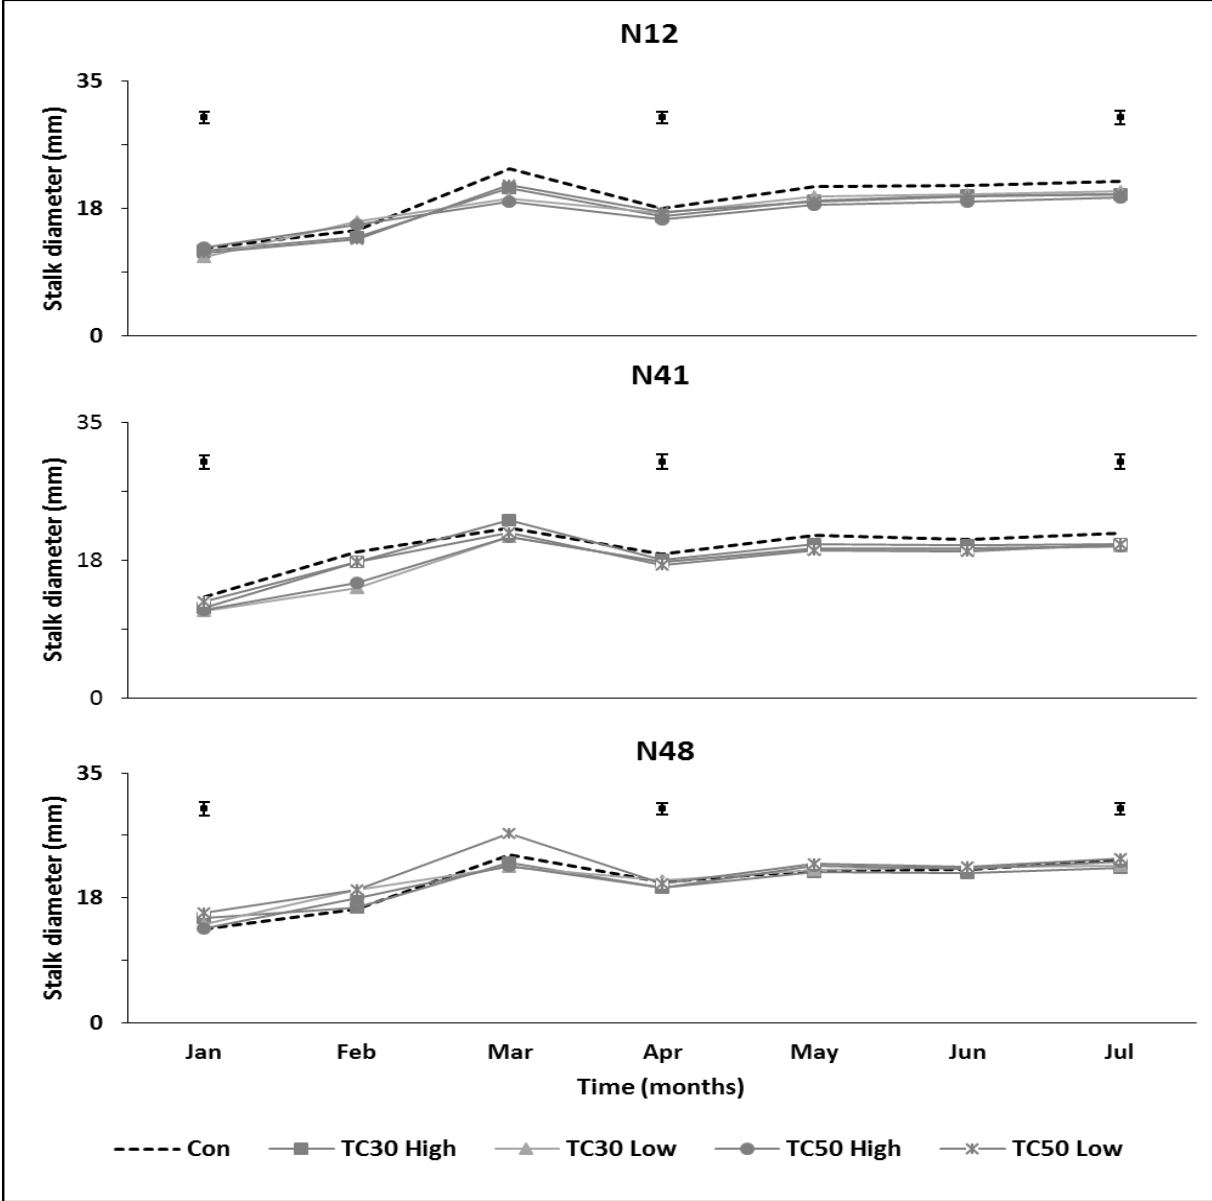 N12
35
18
0
Stalk diameter (mm)
N41
35
18
0
Stalk diameter (mm)
N48
35
18
0
Stalk diameter (mm)
Jan Feb Mar Apr May Jun Jul
Time (months)
Con TC30 High TC30 Low TC50 High TC50 Low